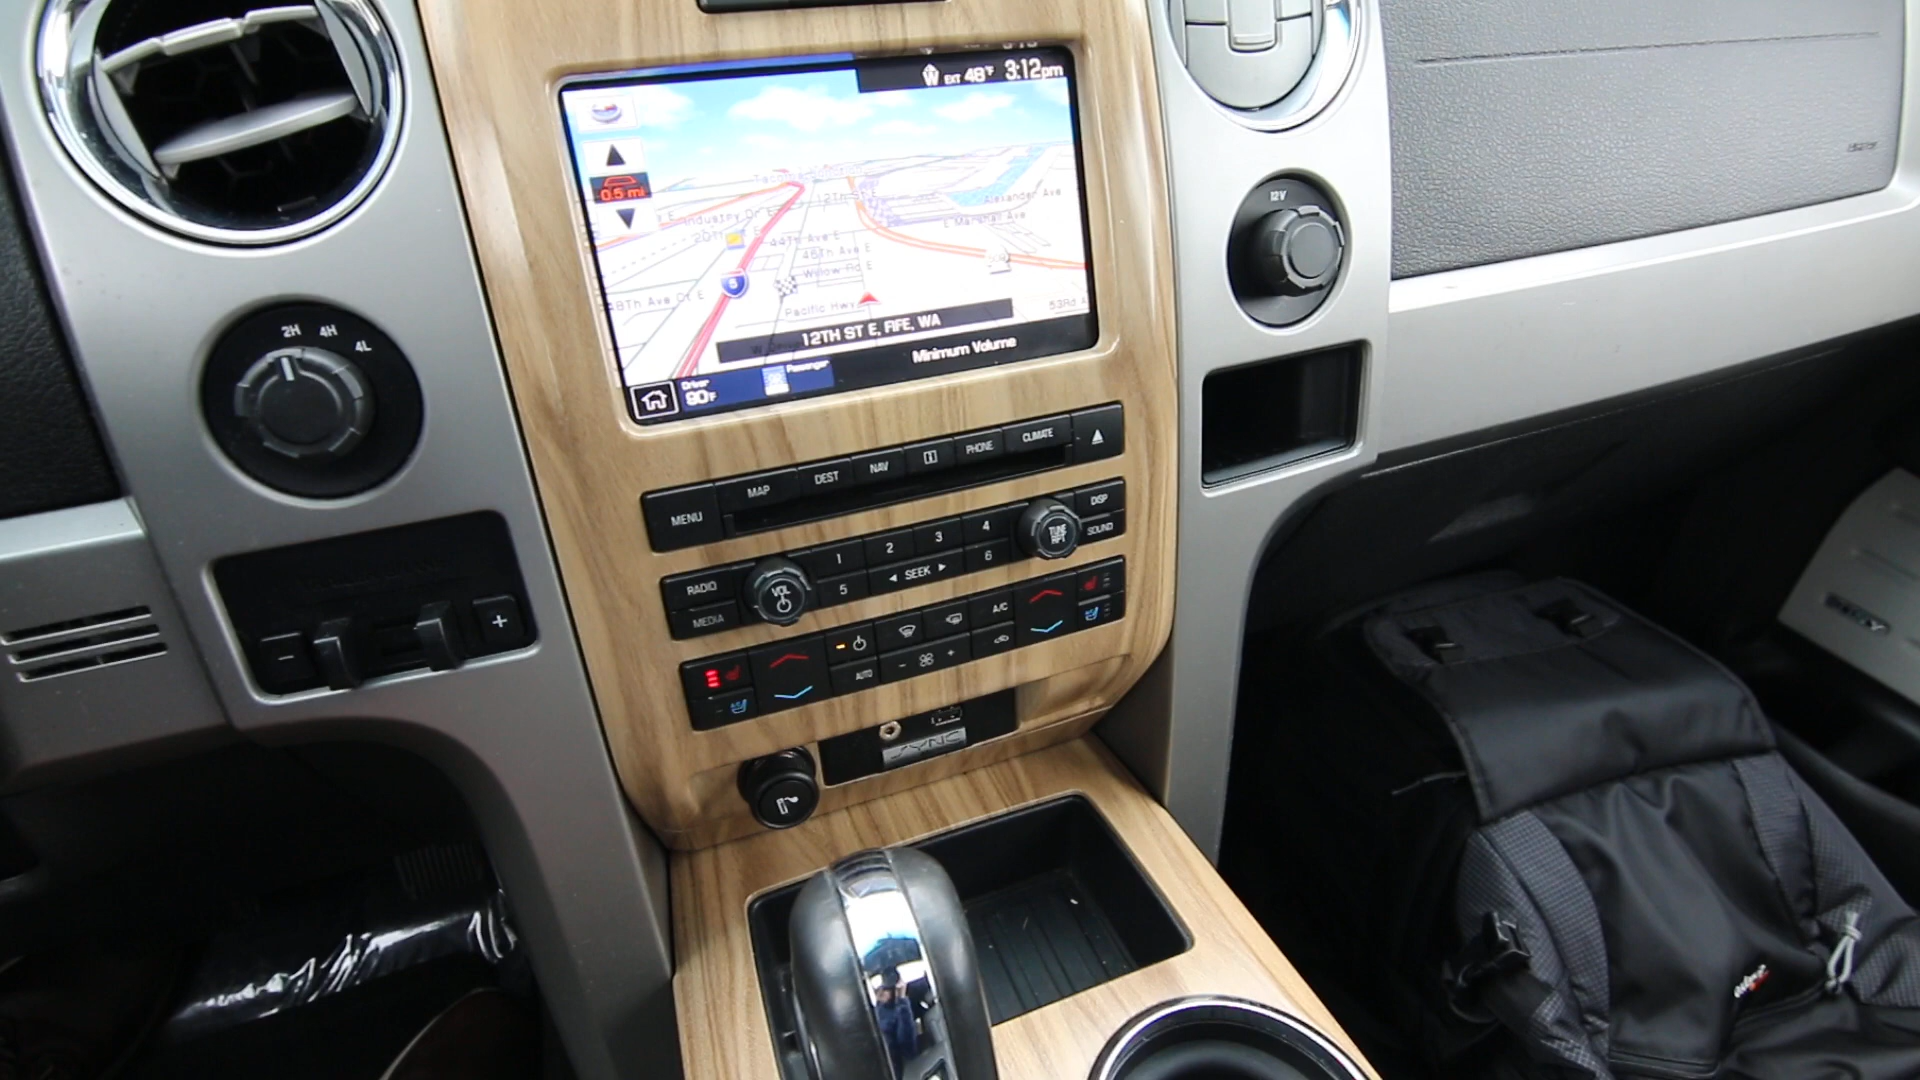 W EXT 48°F 3:12pm
0.5 mi
12TH St E
Alexander Ave
Industry Dr E
L Marshall Ave
20TH
44TH Ave E
46TH Ave E
Willow Rd E
5
48TH Ave Ct E
Pacific Hwy
53RD A
12TH ST E, FIFE, WA
Minimum Volume
Driver
90°F
Passenger
12V
2H 4H
4L
MENU
MAP
DEST
NAV
i
PHONE
CLIMATE
DISP
RADIO
VOL
1
2
3
4
TUNE
SOUND
MEDIA
5
◄ SEEK ►
6
A/C
AUTO
- +
- +
SYNC